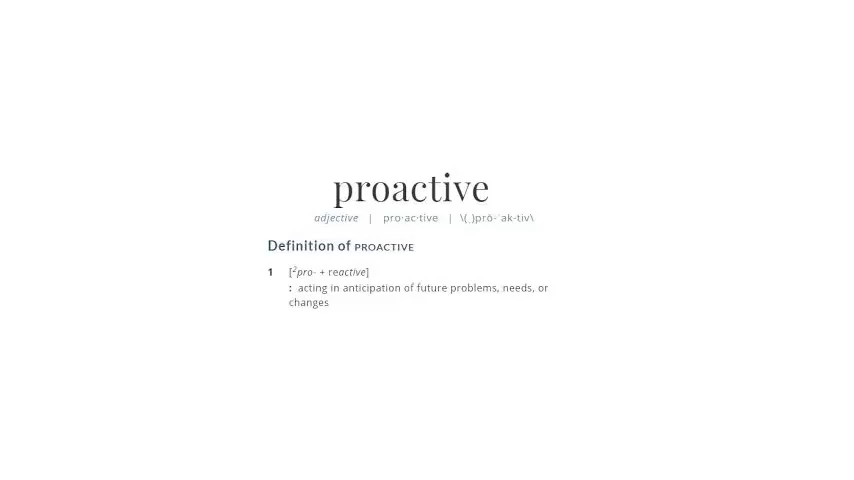 proactive
adjective | pro·ac·tive | \(ˌ)prō-ˈak-tiv\
Definition of PROACTIVE
1 [²pro- + reactive]
: acting in anticipation of future problems, needs, or
changes